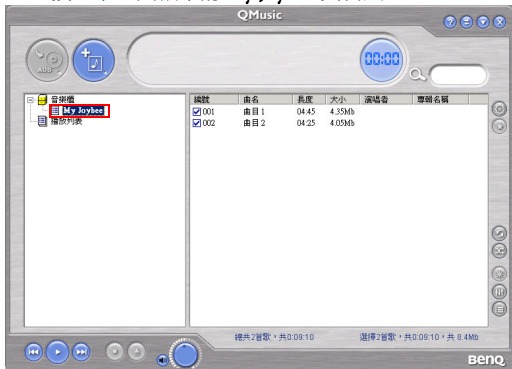 QMusic
AUD
00:00
音樂櫃
My Joybee
播放列表
編號 曲名 長度 大小 演唱者 專輯名稱
001 曲目1 04:45 4.35Mb
002 曲目2 04:25 4.05Mb
總共2首歌，共0:09:10 選擇2首歌，共0:09:10，共 8.4Mb
BenQ